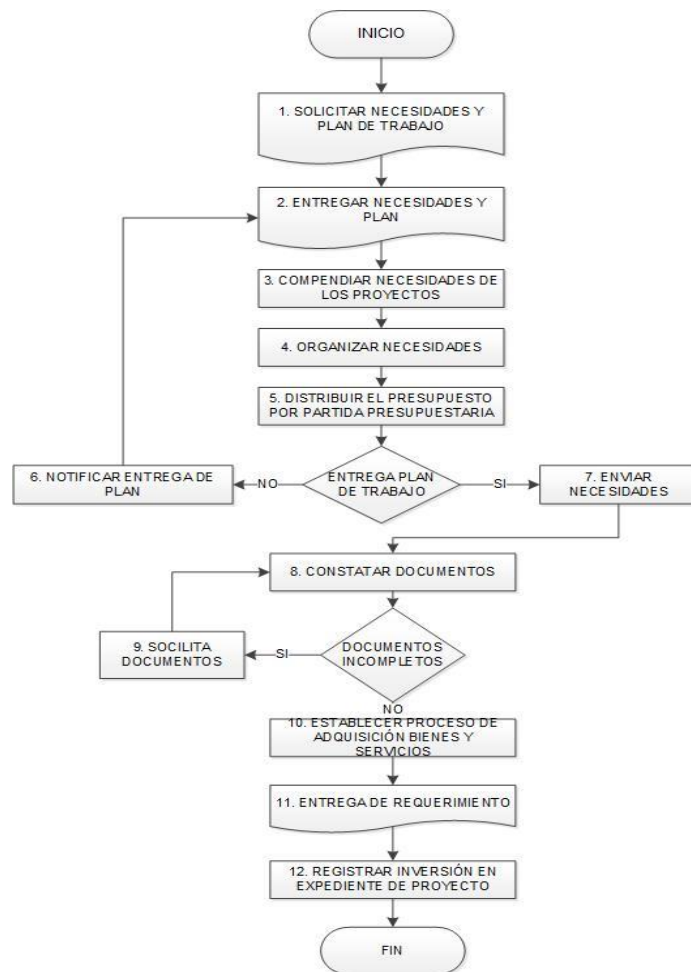 INICIO
1. SOLICITAR NECESIDADES Y
PLAN DE TRABAJO
2. ENTREGAR NECESIDADES Y
PLAN
3. COMPENDIAR NECESIDADES DE
LOS PROYECTOS
4. ORGANIZAR NECESIDADES
5. DISTRIBUIR EL PRESUPUESTO
POR PARTIDA PRESUPUESTARIA
6. NOTIFICAR ENTREGA DE
PLAN
NO
ENTREGA PLAN
DE TRABAJO
SI
7. ENVIAR
NECESIDADES
8. CONSTATAR DOCUMENTOS
9. SOCILITA
DOCUMENTOS
SI
DOCUMENTOS
INCOMPLETOS
NO
10. ESTABLECER PROCESO DE
ADQUISICIÓN BIENES Y
SERVICIOS
11. ENTREGA DE REQUERIMIENTO
12. REGISTRAR INVERSIÓN EN
EXPEDIENTE DE PROYECTO
FIN